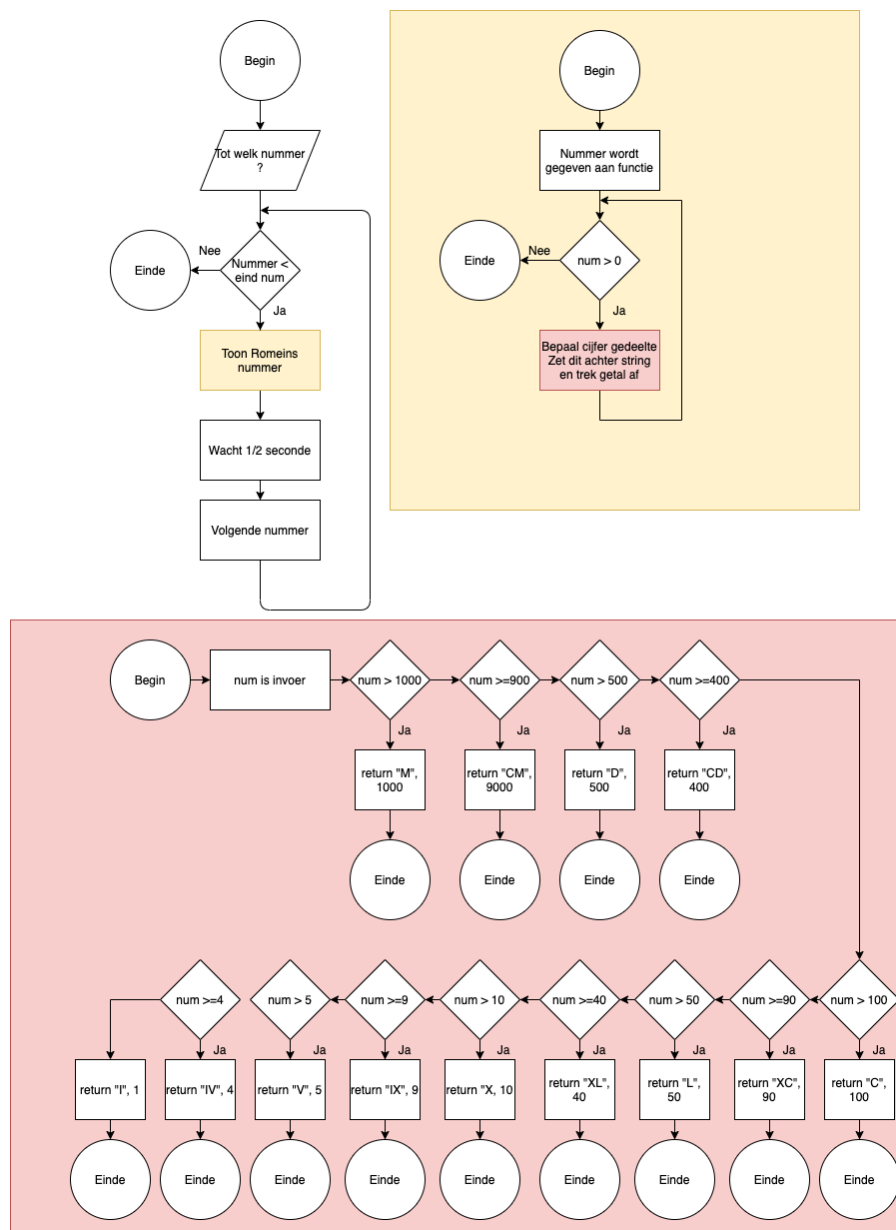 Begin
Tot welk nummer
?
Nummer <
eind num
Nee
Einde
Ja
Toon Romeins
nummer
Wacht 1/2 seconde
Volgende nummer
Begin
Nummer wordt
gegeven aan functie
num > 0
Nee
Einde
Ja
Bepaal cijfer gedeelte
Zet dit achter string
en trek getal af
Begin
num is invoer
num > 1000
num >=900
num > 500
num >=400
Ja
Ja
Ja
Ja
return "M",
1000
return "CM",
9000
return "D",
500
return "CD",
400
Einde
Einde
Einde
Einde
num >=4
num > 5
num >=9
num > 10
num >=40
num > 50
num >=90
num > 100
Ja
Ja
Ja
Ja
Ja
Ja
Ja
Ja
return "I", 1
return "IV", 4
return "V", 5
return "IX", 9
return "X, 10
return "XL",
40
return "L",
50
return "XC",
90
return "C",
100
Einde
Einde
Einde
Einde
Einde
Einde
Einde
Einde
Einde